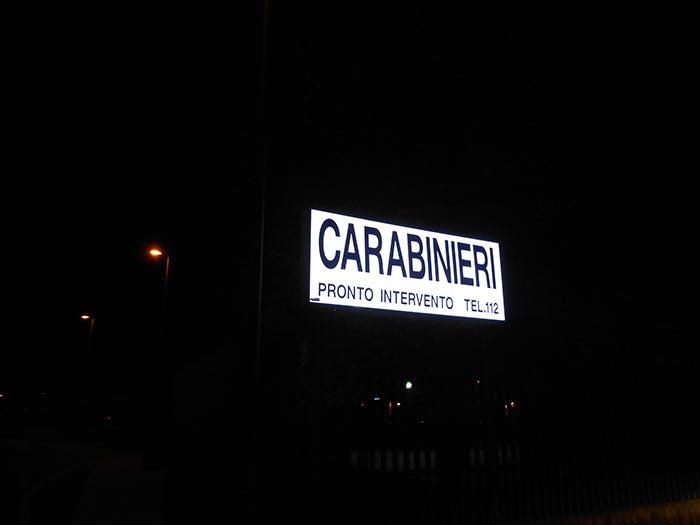 CARABINIERI
PRONTO INTERVENTO TEL.112